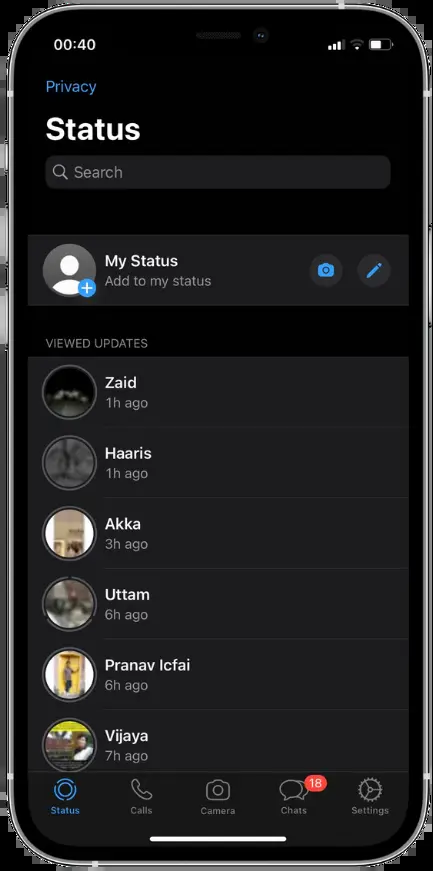 00:40
Privacy
Status
Search
My Status
Add to my status
VIEWED UPDATES
Zaid
1h ago
Haaris
1h ago
Akka
3h ago
Uttam
6h ago
Pranav Icfai
6h ago
Vijaya
7h ago
18
Status Calls Camera Chats Settings